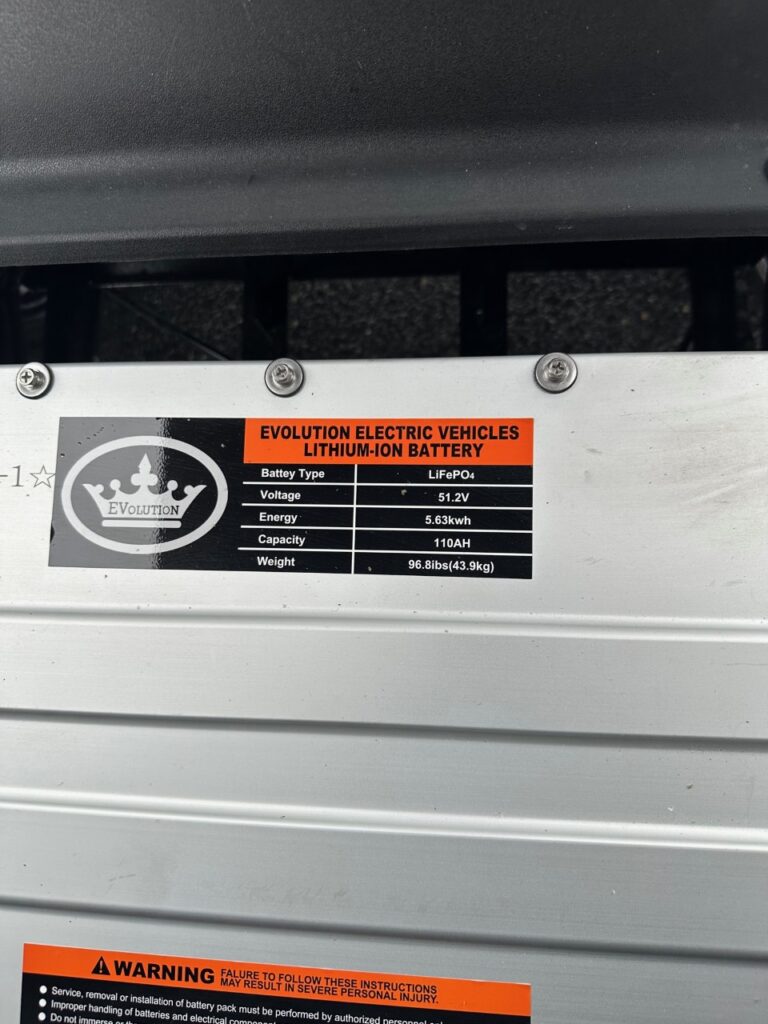 EVOLUTION ELECTRIC VEHICLES
LITHIUM-ION BATTERY
-1☆
EVOLUTION
Battey Type LiFePO₄
Voltage 51.2V
Energy 5.63kwh
Capacity 110AH
Weight 96.8ibs(43.9kg)
WARNING FALURE TO FOLLOW THESE INSTRUCTIONS
MAY RESULT IN SEVERE PERSONAL INJURY.
● Service, removal or installation of battery pack must be performed by authorized personnel
● Improper handling of batteries and electrical
● Do not immerse or